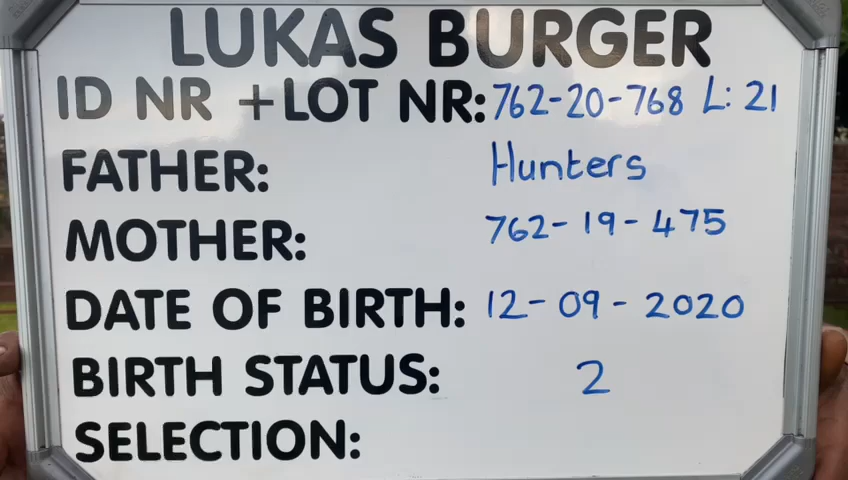 LUKAS BURGER
ID NR +LOT NR: 762-20-768 L: 21
FATHER: Hunters
MOTHER: 762-19-475
DATE OF BIRTH: 12-09-2020
BIRTH STATUS: 2
SELECTION: